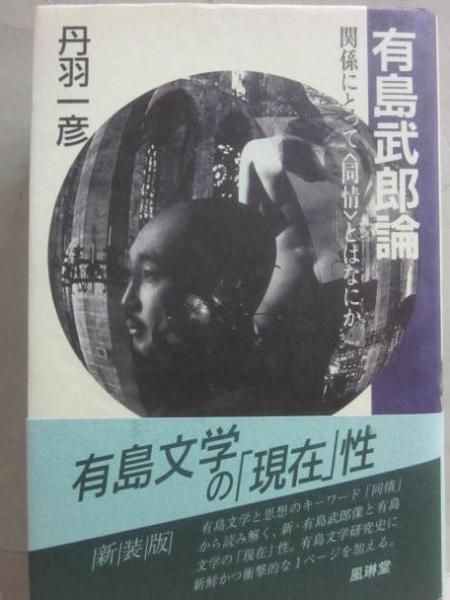 有島武郎論
関係にとって〈同情〉とはなにか
丹羽一彦
有島文学
の「現在」性
新装版
有島文学と思想のキーワード「同情」
から読み解く、新・有島武郎像と有島
文学の「現在」性。有島文学研究史に
新鮮かつ衝撃的な1ページを加える。
風琳堂